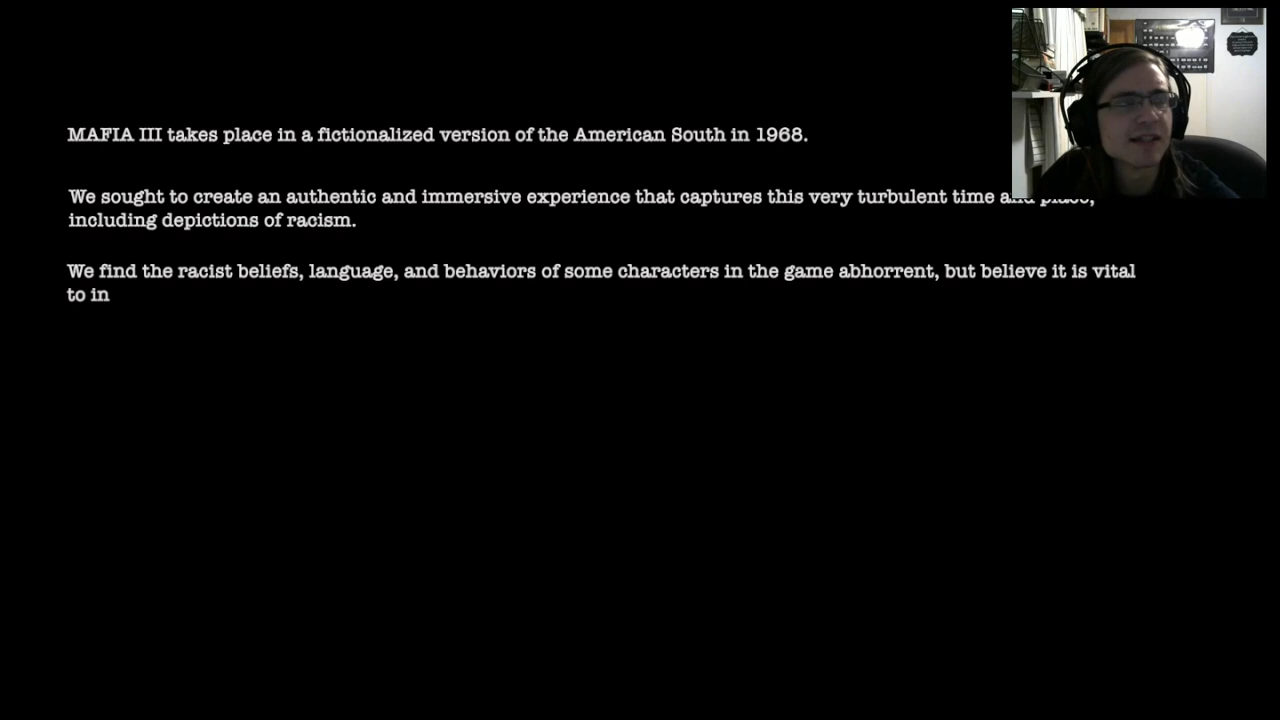 MAFIA III takes place in a fictionalized version of the American South in 1968.
We sought to create an authentic and immersive experience that captures this very turbulent time and place,
including depictions of racism.
We find the racist beliefs, language, and behaviors of some characters in the game abhorrent, but believe it is vital
to in